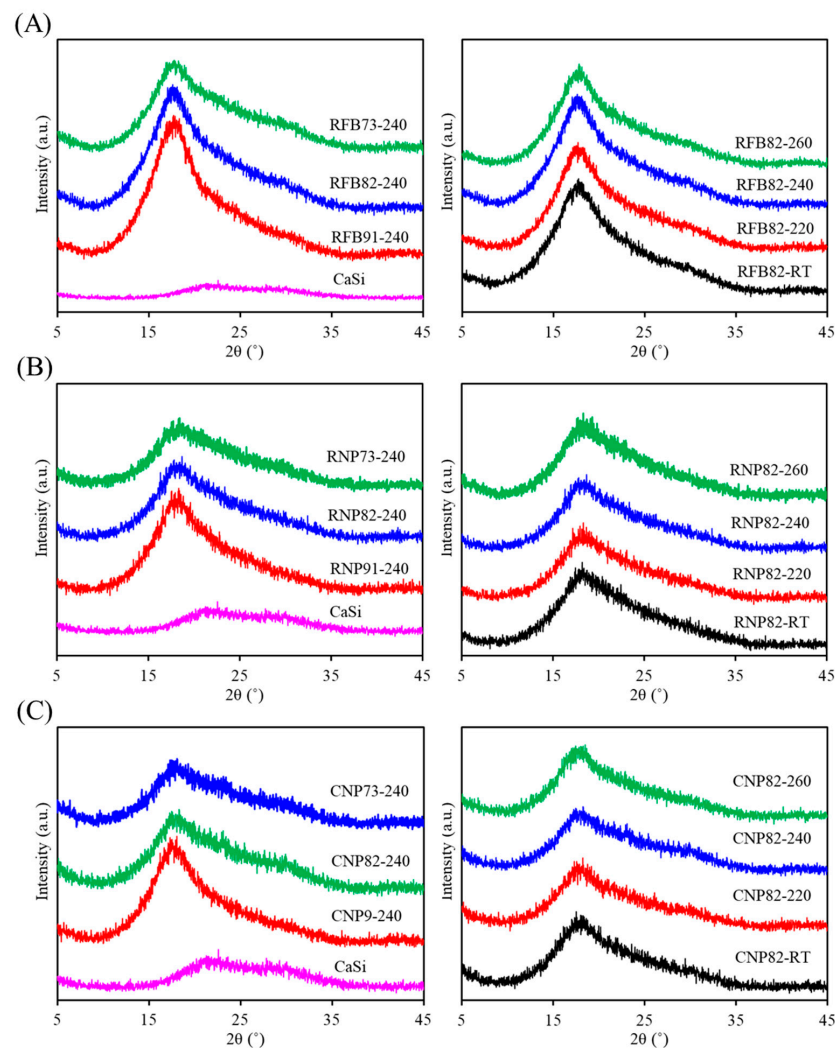 (A)
Intensity (a.u.)
RFB73-240
RFB82-240
RFB91-240
CaSi
5 15 25 35 45
2θ (˚)
Intensity (a.u.)
RFB82-260
RFB82-240
RFB82-220
RFB82-RT
5 15 25 35 45
2θ (˚)
(B)
Intensity (a.u.)
RNP73-240
RNP82-240
RNP91-240
CaSi
5 15 25 35 45
2θ (˚)
Intensity (a.u.)
RNP82-260
RNP82-240
RNP82-220
RNP82-RT
5 15 25 35 45
2θ (˚)
(C)
Intensity (a.u.)
CNP73-240
CNP82-240
CNP9-240
CaSi
5 15 25 35 45
2θ (˚)
Intensity (a.u.)
CNP82-260
CNP82-240
CNP82-220
CNP82-RT
5 15 25 35 45
2θ (˚)